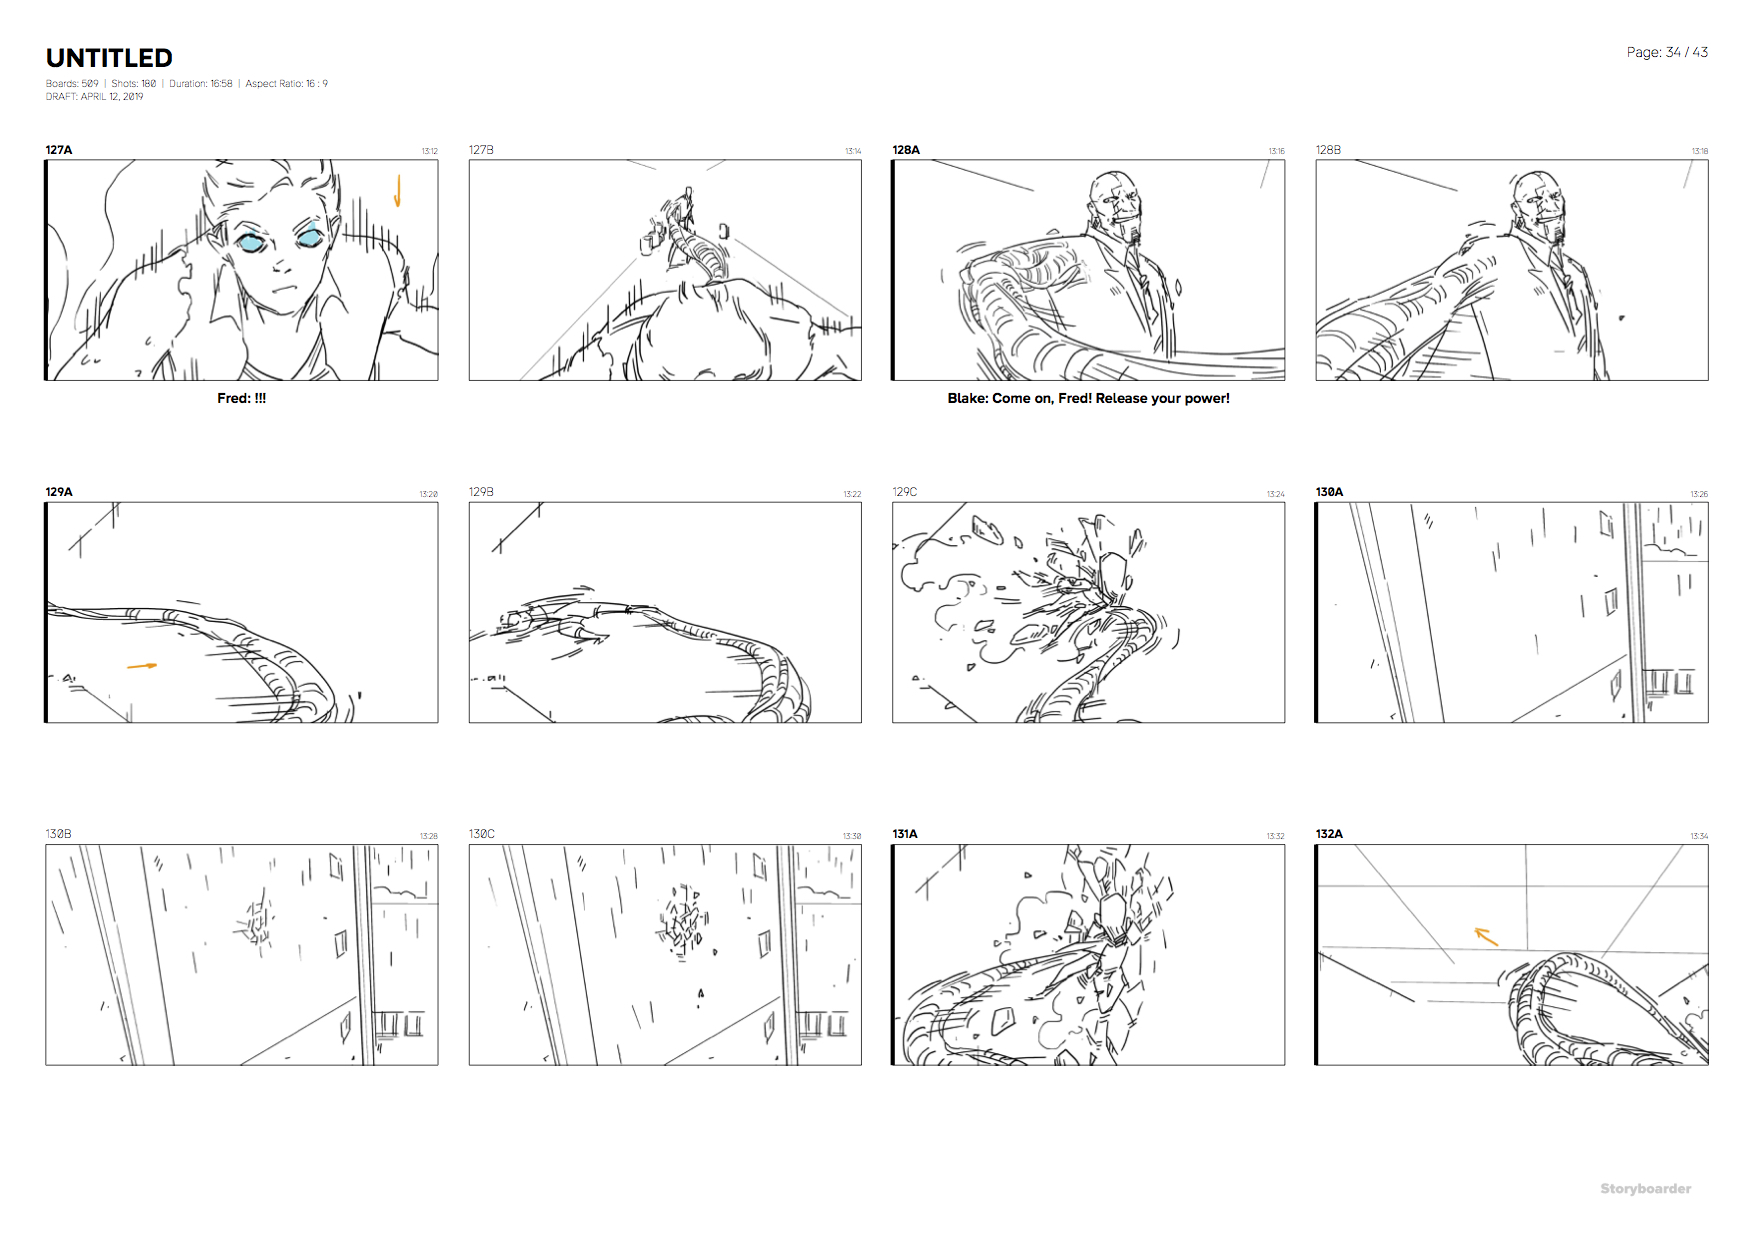 UNTITLED
Page: 34 / 43
Boards: 509 | Shots: 180 | Duration: 16:58 | Aspect Ratio: 16 : 9
DRAFT: APRIL 12, 2019
127A 13:12
127B 13:14
128A 13:16
128B 13:18
Fred: !!!
Blake: Come on, Fred! Release your power!
129A 13:20
129B 13:22
129C 13:24
130A 13:26
130B 13:28
130C 13:30
131A 13:32
132A 13:34
Storyboarder